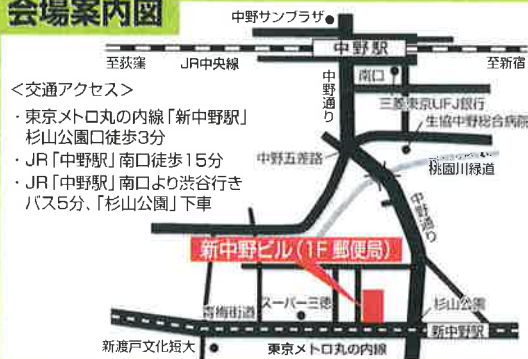 会場案内図
中野サンプラザ
中野駅
至荻窪
JR中央線
至新宿
南口
中野通り
三菱東京UFJ銀行
生協中野総合病院
<交通アクセス>
・東京メトロ丸の内線「新中野駅」
杉山公園口徒歩3分
・JR「中野駅」南口徒歩15分
・JR「中野駅」南口より渋谷行き
バス5分、「杉山公園」下車
中野五差路
桃園川緑道
中野通り
新中野ビル(1F 郵便局)
青梅街道
スーパー三徳
杉山公園
新中野駅
新渡戸文化短大
東京メトロ丸の内線